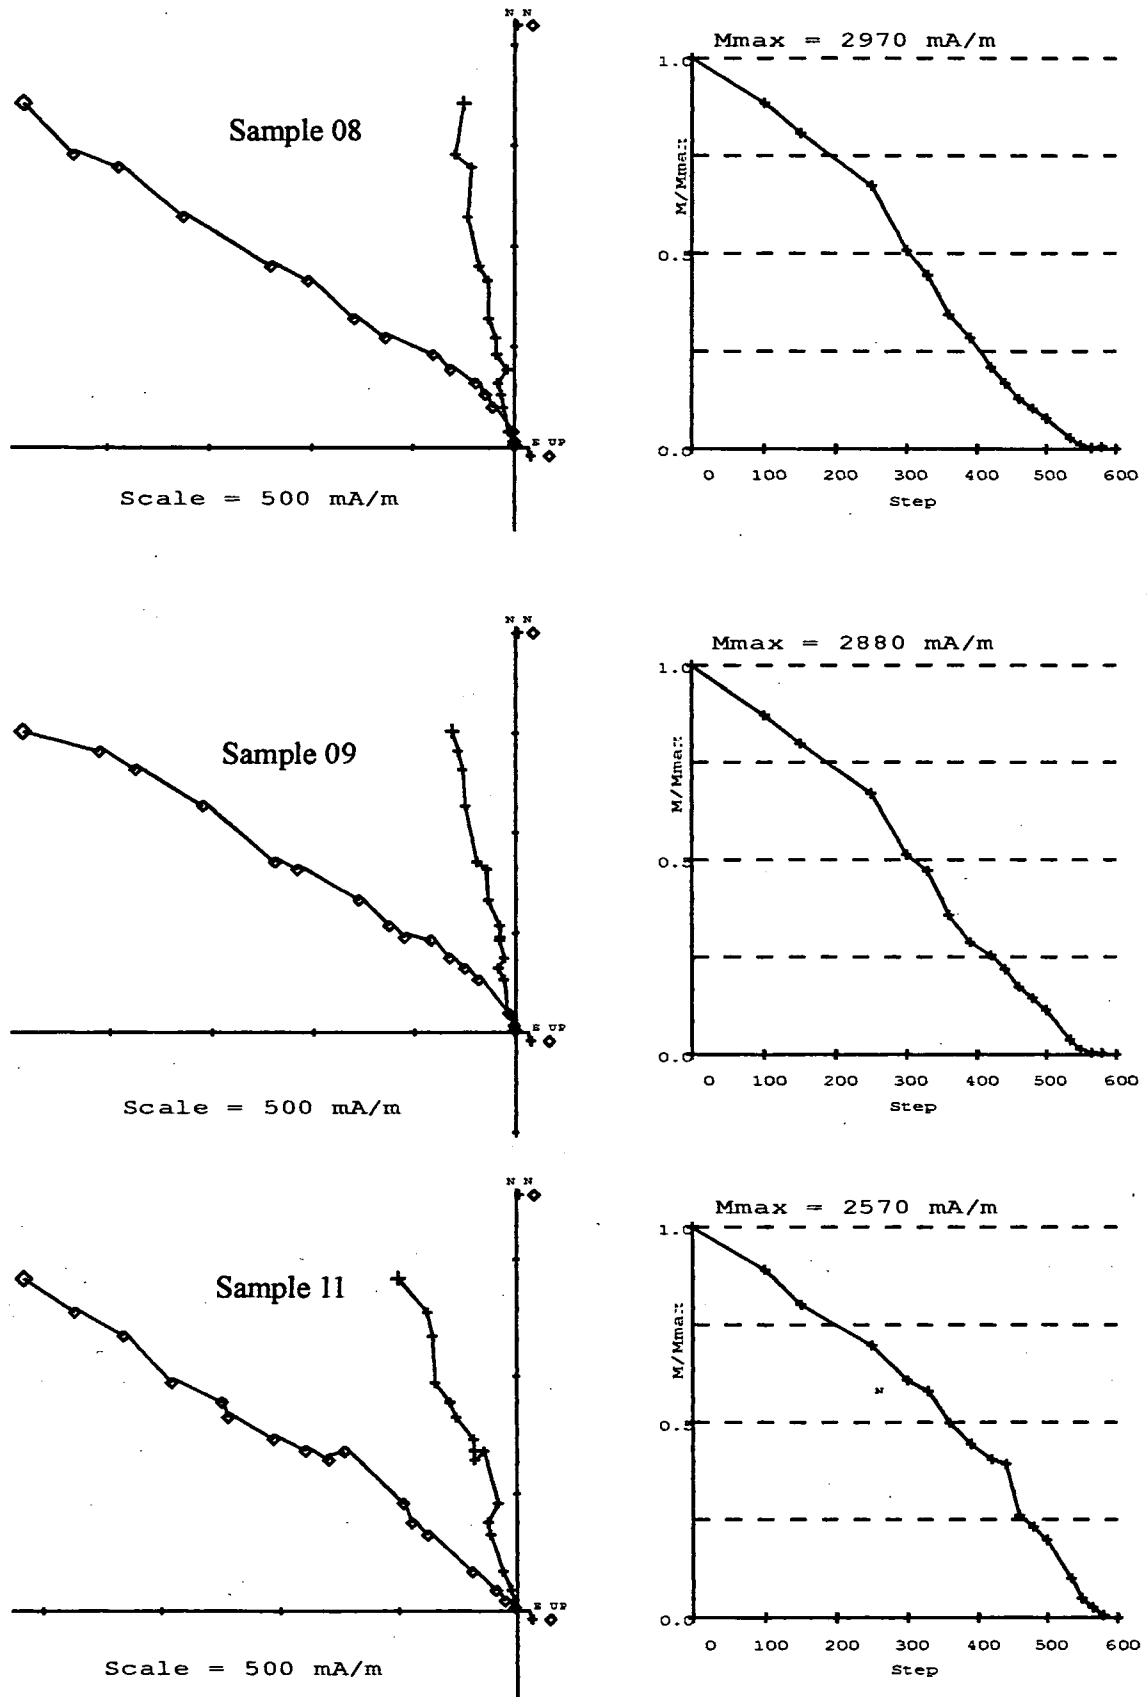 N N
Sample 08
E UP
Scale = 500 mA/m
Mmax = 2970 mA/m
1.0
M/Mmax
0.5
0.0
0 100 200 300 400 500 600
Step
N N
Sample 09
E UP
Scale = 500 mA/m
Mmax = 2880 mA/m
1.0
M/Mmax
0.5
0.0
0 100 200 300 400 500 600
Step
N N
Sample 11
E UP
Scale = 500 mA/m
Mmax = 2570 mA/m
1.0
M/Mmax
N
0.5
0.0
0 100 200 300 400 500 600
Step